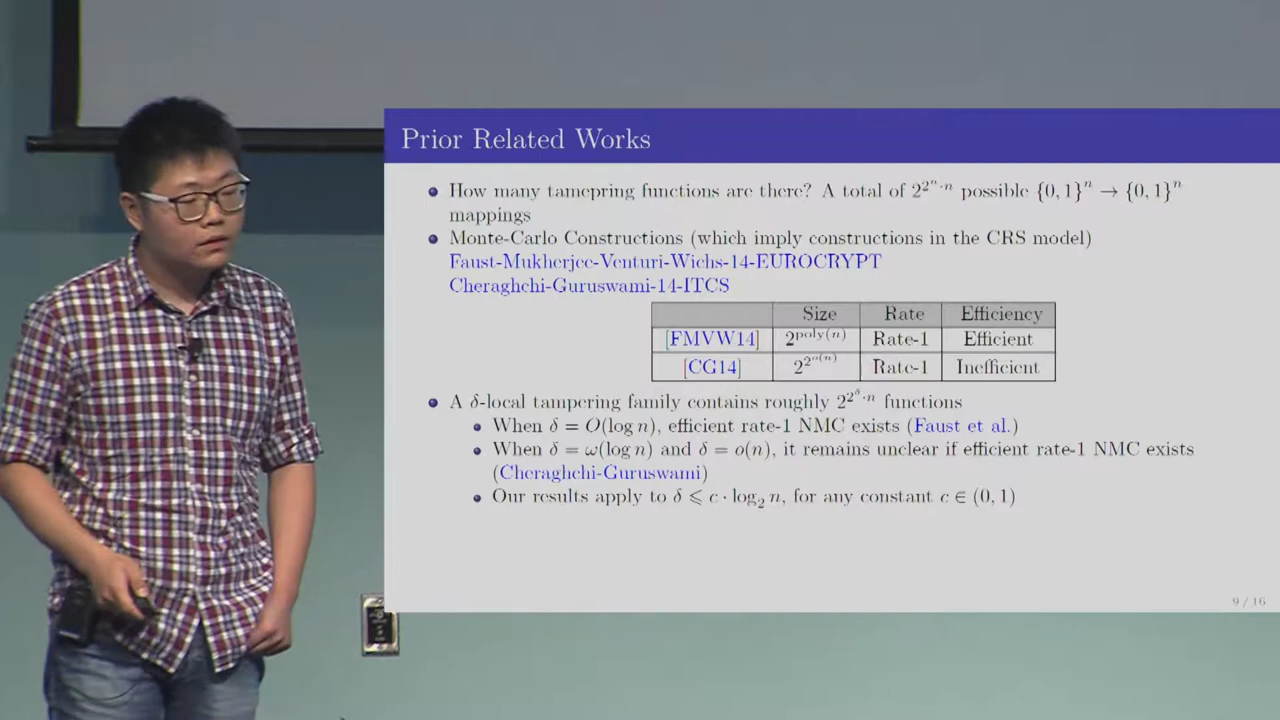 Prior Related Works
How many tamepring functions are there? A total of 2^{2^n·n} possible {0, 1}^n → {0, 1}^n
mappings
Monte-Carlo Constructions (which imply constructions in the CRS model)
Faust-Mukherjee-Venturi-Wichs-14-EUROCRYPT
Cheraghchi-Guruswami-14-ITCS
Size Rate Efficiency
[FMVW14] 2^{poly(n)} Rate-1 Efficient
[CG14] 2^{2^{o(n)}} Rate-1 Inefficient
A δ-local tampering family contains roughly 2^{2^δ·n} functions
When δ = O(log n), efficient rate-1 NMC exists (Faust et al.)
When δ = ω(log n) and δ = o(n), it remains unclear if efficient rate-1 NMC exists
(Cheraghchi-Guruswami)
Our results apply to δ ⩽ c · log₂ n, for any constant c ∈ (0, 1)
9 / 16